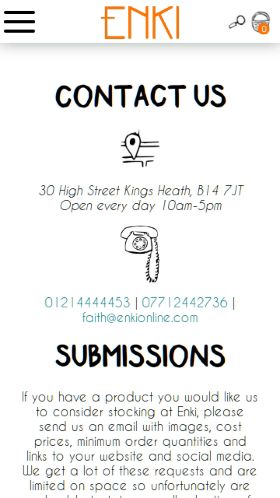 ENKI
0
CONTACT US
30 High Street Kings Heath, B14 7JT
Open every day 10am-5pm
01214444453 | 07712442736 |
faith@enkionline.com
SUBMISSIONS
If you have a product you would like us
to consider stocking at Enki, please
send us an email with images, cost
prices, minimum order quantities and
links to your website and social media.
We get a lot of these requests and are
limited on space so unfortunately are